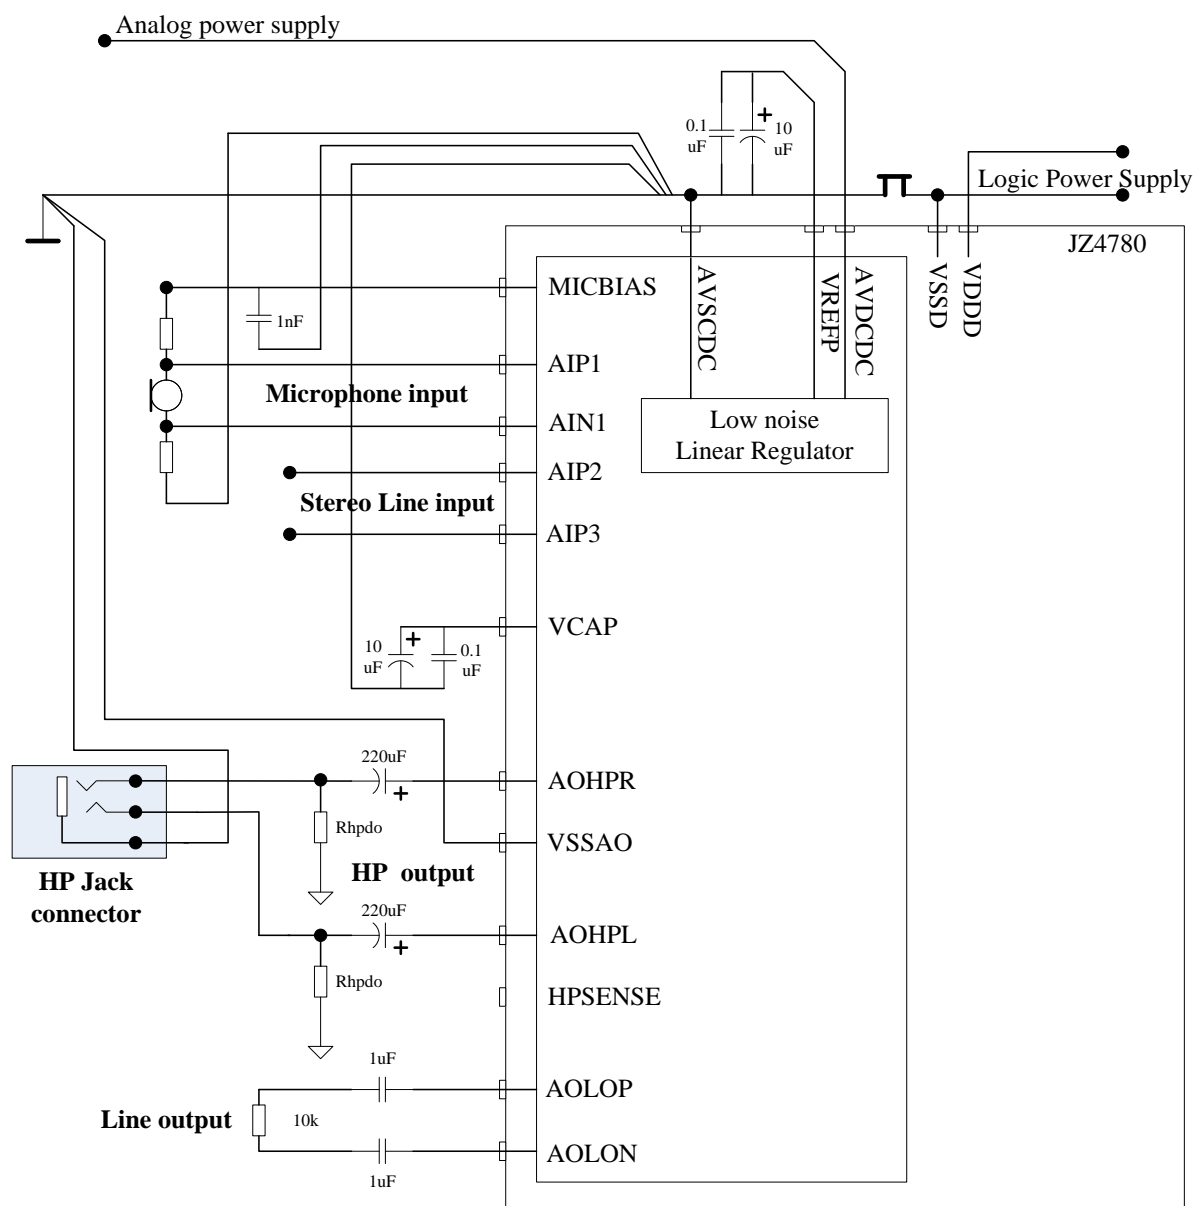 Analog power supply
0.1
uF
+
10
uF
Logic Power Supply
JZ4780
MICBIAS
AVSCDC
VREFP
AVDCDC
VSSD
VDDD
1nF
AIP1
Microphone input
AIN1
Low noise
Linear Regulator
AIP2
Stereo Line input
AIP3
VCAP
10
uF
+
0.1
uF
220uF
+
AOHPR
Rhpdo
VSSAO
HP output
HP Jack
connector
220uF
+
AOHPL
Rhpdo
HPSENSE
1uF
AOLOP
Line output
10k
AOLON
1uF